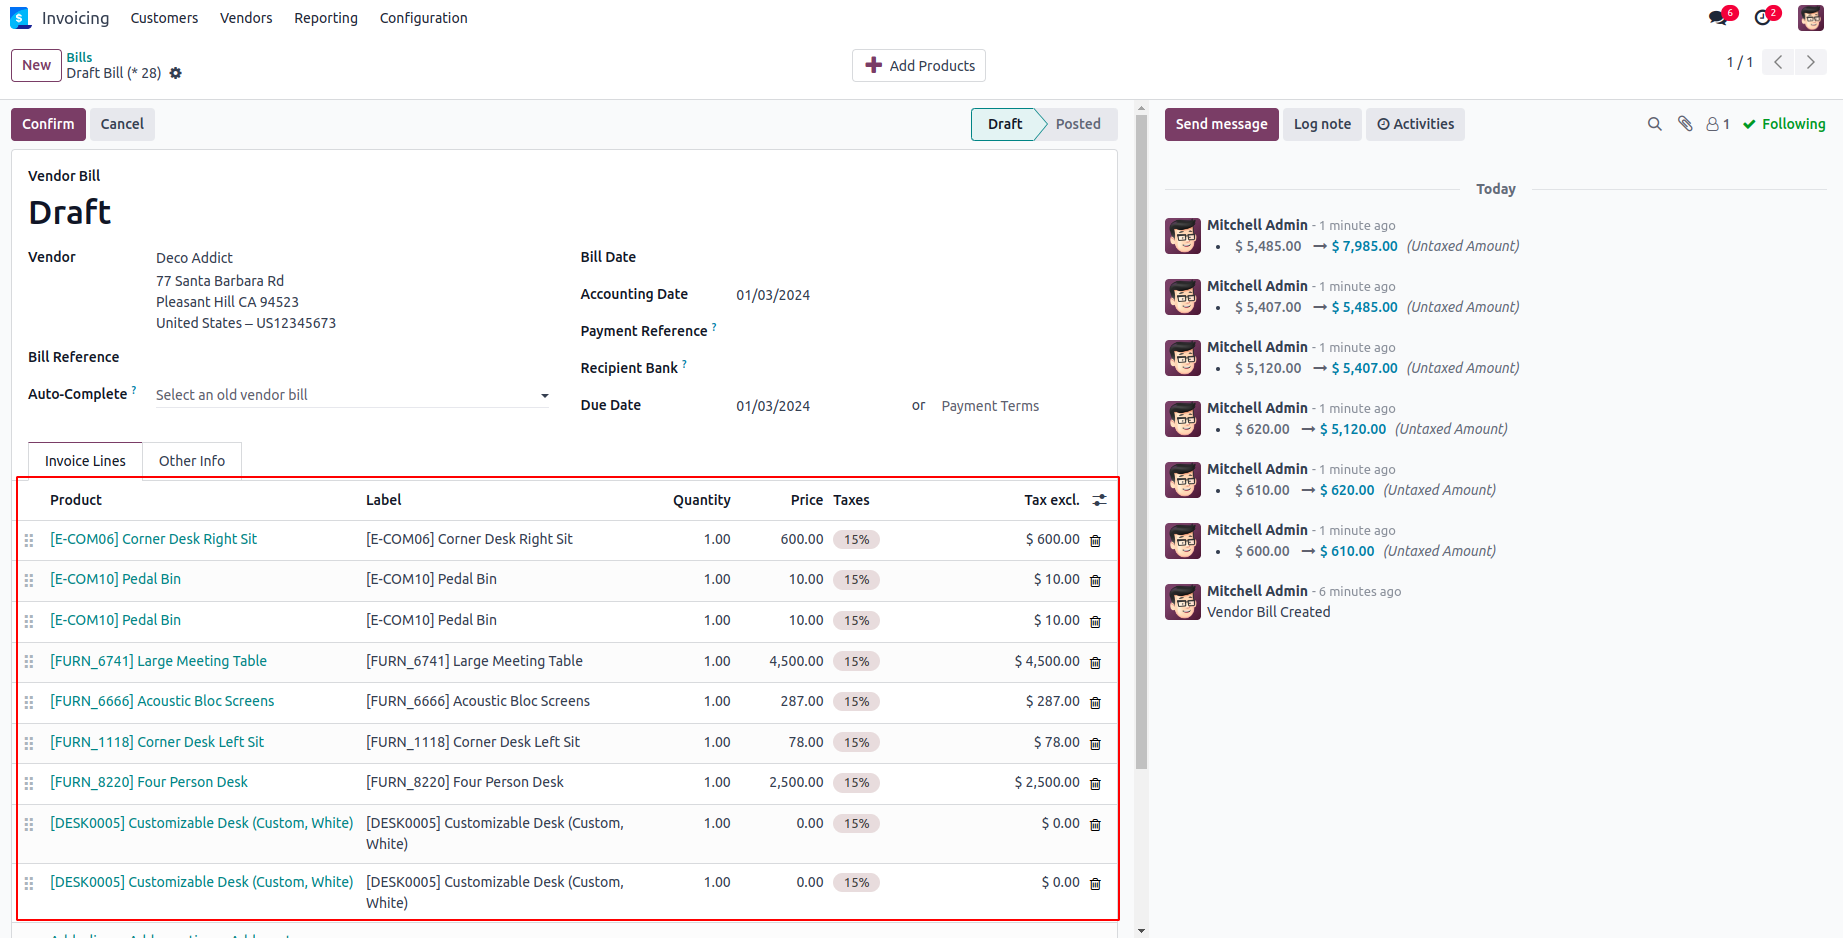 Invoicing Customers Vendors Reporting Configuration 6 2
New Bills
Draft Bill (* 28)
Add Products
1 / 1
Confirm Cancel
Draft Posted
Vendor Bill
Draft
Vendor Deco Addict
77 Santa Barbara Rd
Pleasant Hill CA 94523
United States – US12345673
Bill Reference
Auto-Complete ? Select an old vendor bill
Bill Date
Accounting Date 01/03/2024
Payment Reference ?
Recipient Bank ?
Due Date 01/03/2024 or Payment Terms
Invoice Lines Other Info
Product Label Quantity Price Taxes Tax excl.
[E-COM06] Corner Desk Right Sit [E-COM06] Corner Desk Right Sit 1.00 600.00 15% $ 600.00
[E-COM10] Pedal Bin [E-COM10] Pedal Bin 1.00 10.00 15% $ 10.00
[E-COM10] Pedal Bin [E-COM10] Pedal Bin 1.00 10.00 15% $ 10.00
[FURN_6741] Large Meeting Table [FURN_6741] Large Meeting Table 1.00 4,500.00 15% $ 4,500.00
[FURN_6666] Acoustic Bloc Screens [FURN_6666] Acoustic Bloc Screens 1.00 287.00 15% $ 287.00
[FURN_1118] Corner Desk Left Sit [FURN_1118] Corner Desk Left Sit 1.00 78.00 15% $ 78.00
[FURN_8220] Four Person Desk [FURN_8220] Four Person Desk 1.00 2,500.00 15% $ 2,500.00
[DESK0005] Customizable Desk (Custom, White) [DESK0005] Customizable Desk (Custom, 1.00 0.00 15% $ 0.00
White)
[DESK0005] Customizable Desk (Custom, White) [DESK0005] Customizable Desk (Custom, 1.00 0.00 15% $ 0.00
White)
Send message Log note Activities 1 Following
Today
Mitchell Admin - 1 minute ago
• $ 5,485.00 → $ 7,985.00 (Untaxed Amount)
Mitchell Admin - 1 minute ago
• $ 5,407.00 → $ 5,485.00 (Untaxed Amount)
Mitchell Admin - 1 minute ago
• $ 5,120.00 → $ 5,407.00 (Untaxed Amount)
Mitchell Admin - 1 minute ago
• $ 620.00 → $ 5,120.00 (Untaxed Amount)
Mitchell Admin - 1 minute ago
• $ 610.00 → $ 620.00 (Untaxed Amount)
Mitchell Admin - 1 minute ago
• $ 600.00 → $ 610.00 (Untaxed Amount)
Mitchell Admin - 6 minutes ago
Vendor Bill Created